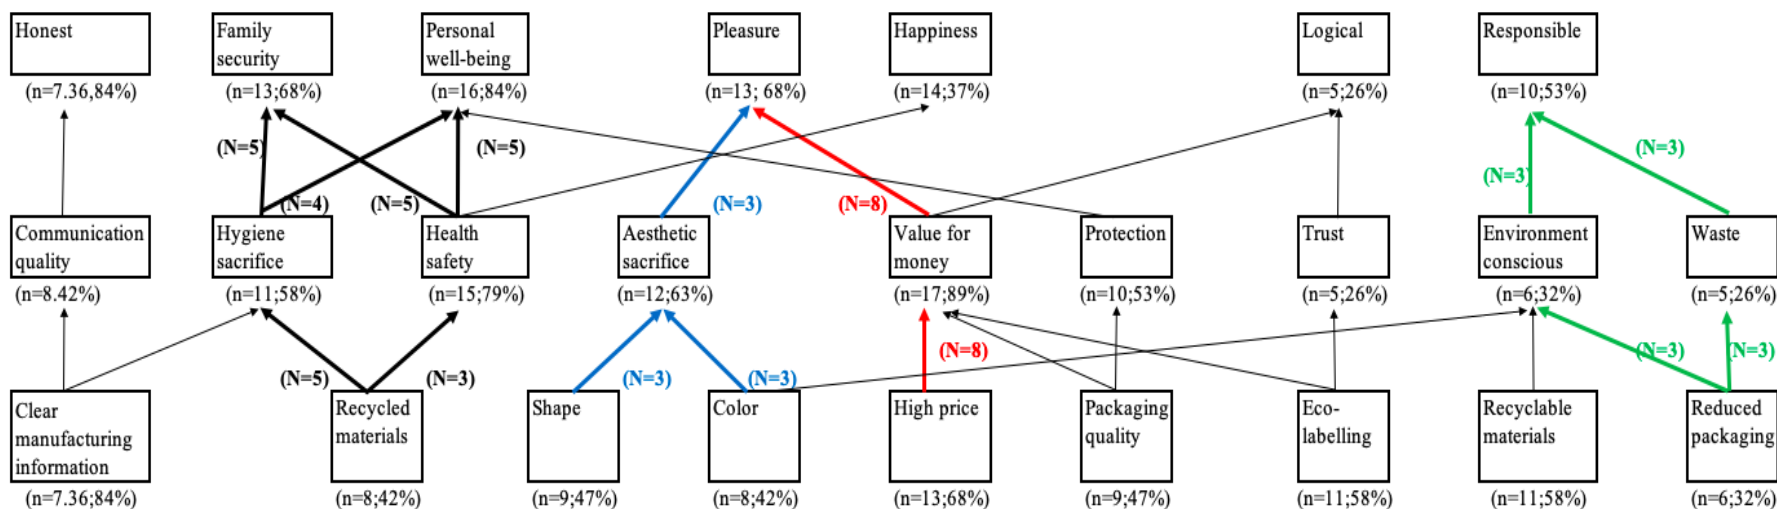 Honest
Family
security
Personal
well-being
Pleasure
Happiness
Logical
Responsible
(n=7.36,84%)
(n=13;68%)
(n=16;84%)
(n=13; 68%)
(n=14;37%)
(n=5;26%)
(n=10;53%)
(N=5)
(N=5)
(N=3)
(N=3)
(N=4)
(N=5)
(N=3)
(N=8)
Communication
quality
Hygiene
sacrifice
Health
safety
Aesthetic
sacrifice
Value for
money
Protection
Trust
Environment
conscious
Waste
(n=8.42%)
(n=11;58%)
(n=15;79%)
(n=12;63%)
(n=17;89%)
(n=10;53%)
(n=5;26%)
(n=6;32%)
(n=5;26%)
(N=5)
(N=3)
(N=3)
(N=3)
(N=8)
(N=3)
(N=3)
Clear
manufacturing
information
Recycled
materials
Shape
Color
High price
Packaging
quality
Eco-
labelling
Recyclable
materials
Reduced
packaging
(n=7.36;84%)
(n=8;42%)
(n=9;47%)
(n=8;42%)
(n=13;68%)
(n=9;47%)
(n=11;58%)
(n=11;58%)
(n=6;32%)